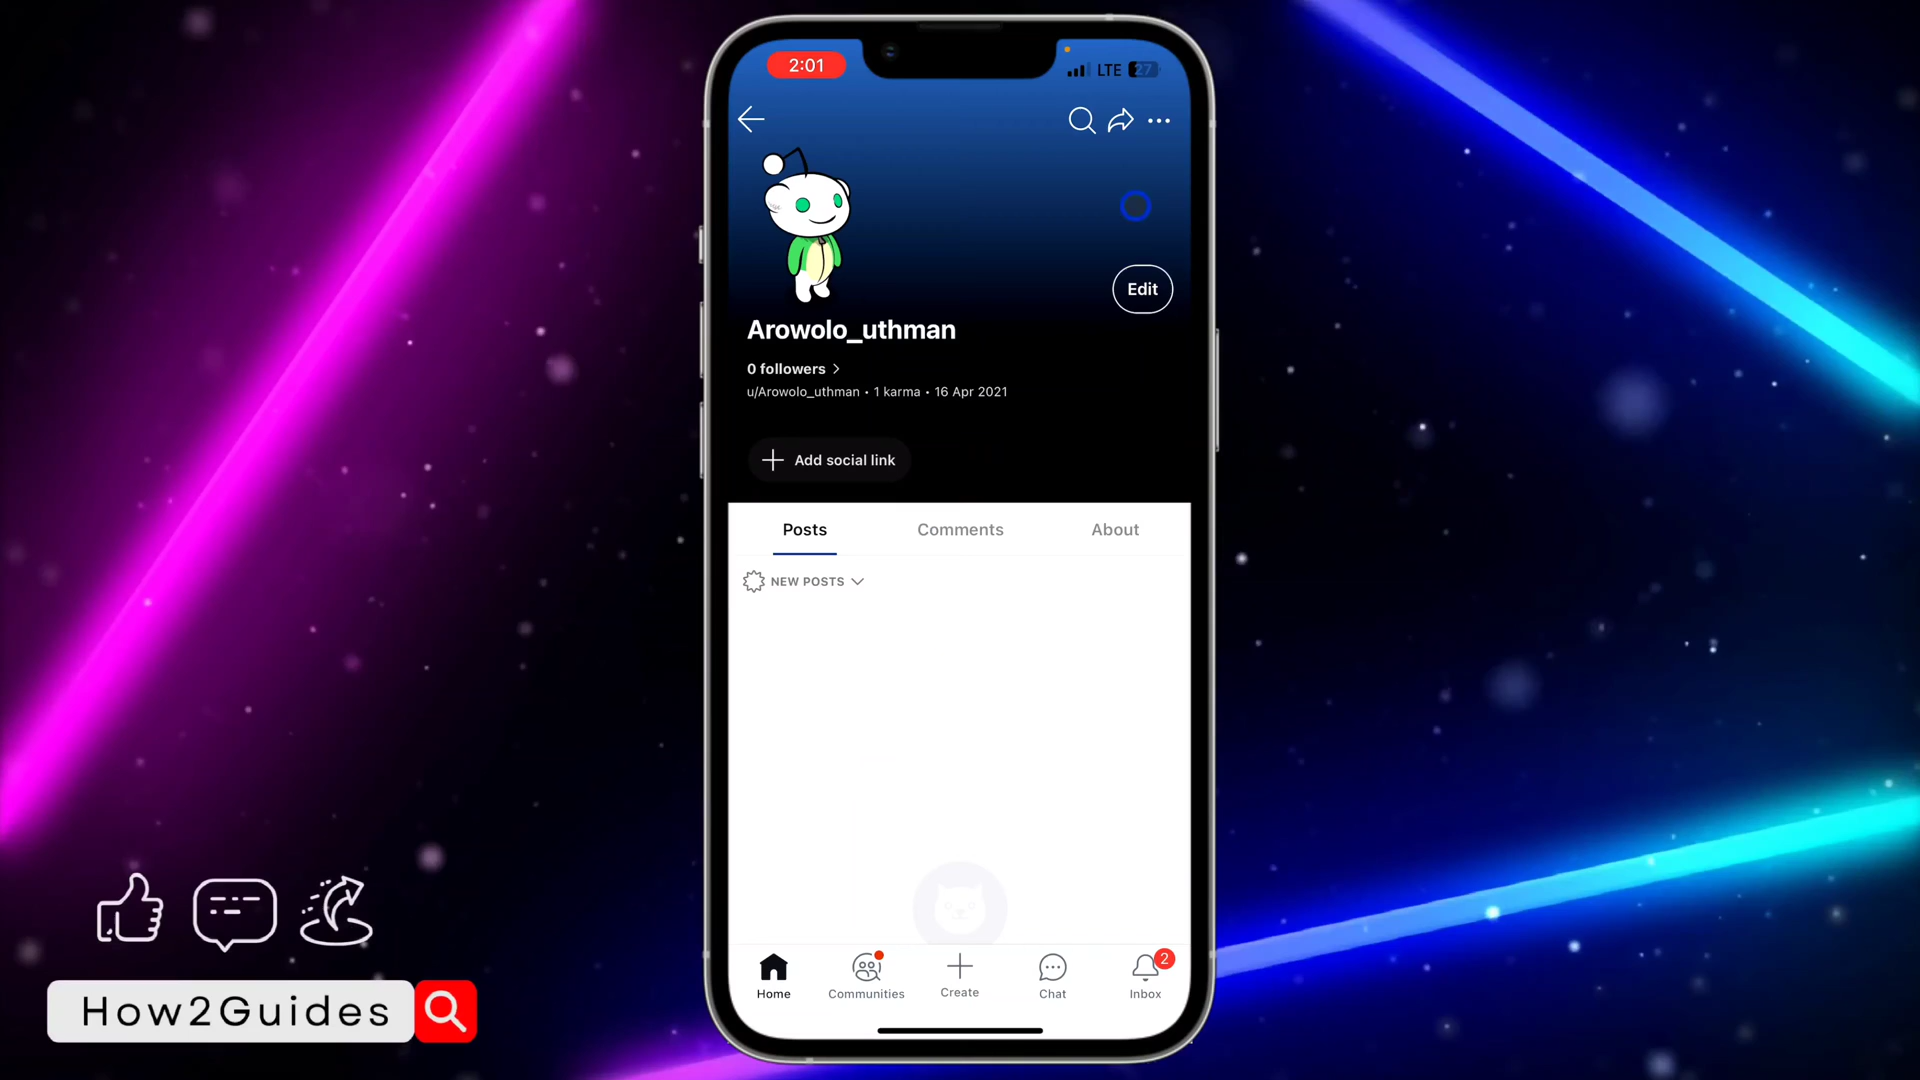 2:01 LTE 27
Edit
Arowolo_uthman
0 followers
u/Arowolo_uthman • 1 karma • 16 Apr 2021
Add social link
Posts Comments About
NEW POSTS
2
Home Communities Create Chat Inbox
How2Guides